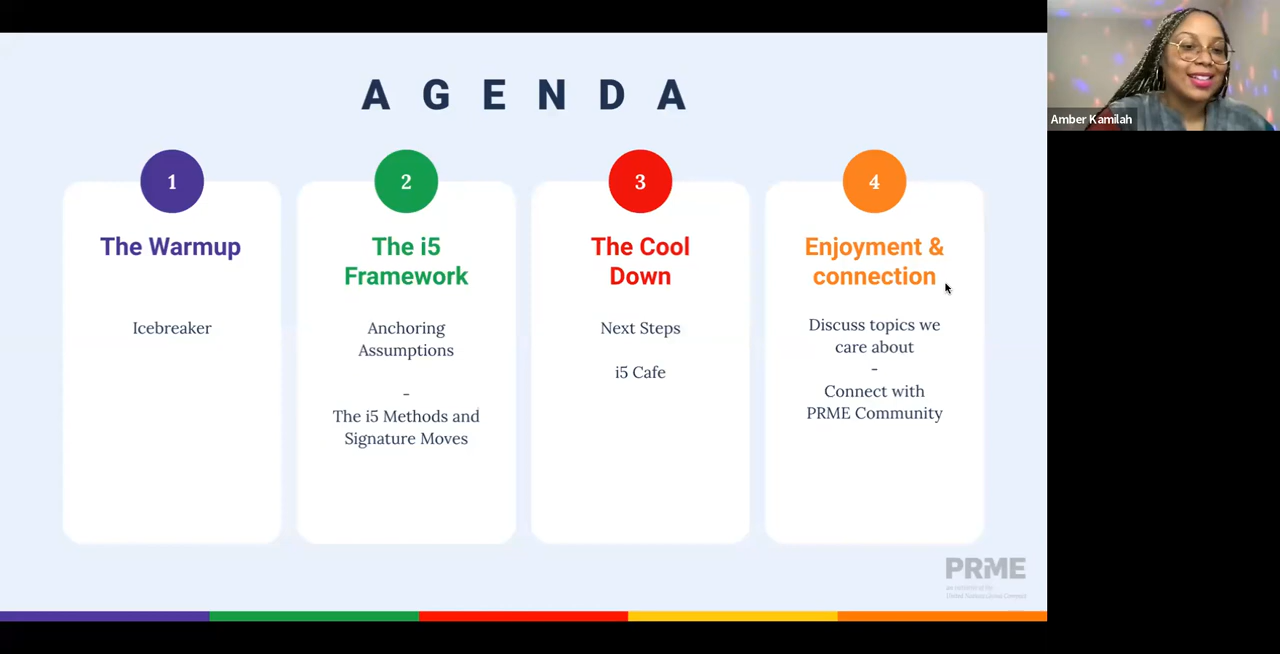 AGENDA
1
The Warmup
Icebreaker
2
The i5
Framework
Anchoring
Assumptions
-
The i5 Methods and
Signature Moves
3
The Cool
Down
Next Steps
i5 Cafe
4
Enjoyment &
connection
Discuss topics we
care about
-
Connect with
PRME Community
PRME
Amber Kamilah